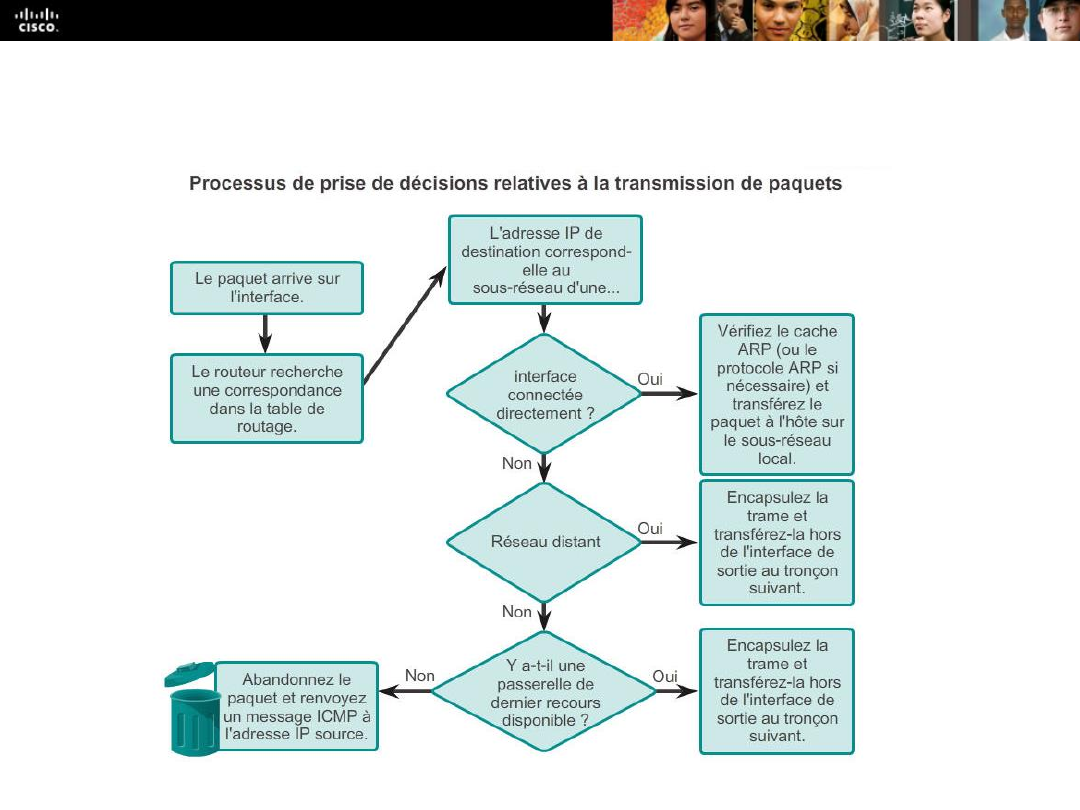 CISCO.
Processus de prise de décisions relatives à la transmission de paquets
Le paquet arrive sur
l'interface.
Le routeur recherche
une correspondance
dans la table de
routage.
L'adresse IP de
destination correspond-
elle au
sous-réseau d'une...
interface
connectée
directement ?
Oui
Vérifiez le cache
ARP (ou le
protocole ARP si
nécessaire) et
transférez le
paquet à l'hôte sur
le sous-réseau
local.
Non
Réseau distant
Oui
Encapsulez la
trame et
transférez-la hors
de l'interface de
sortie au tronçon
suivant.
Non
Y a-t-il une
passerelle de
dernier recours
disponible ?
Oui
Encapsulez la
trame et
transférez-la hors
de l'interface de
sortie au tronçon
suivant.
Non
Abandonnez le
paquet et renvoyez
un message ICMP à
l'adresse IP source.